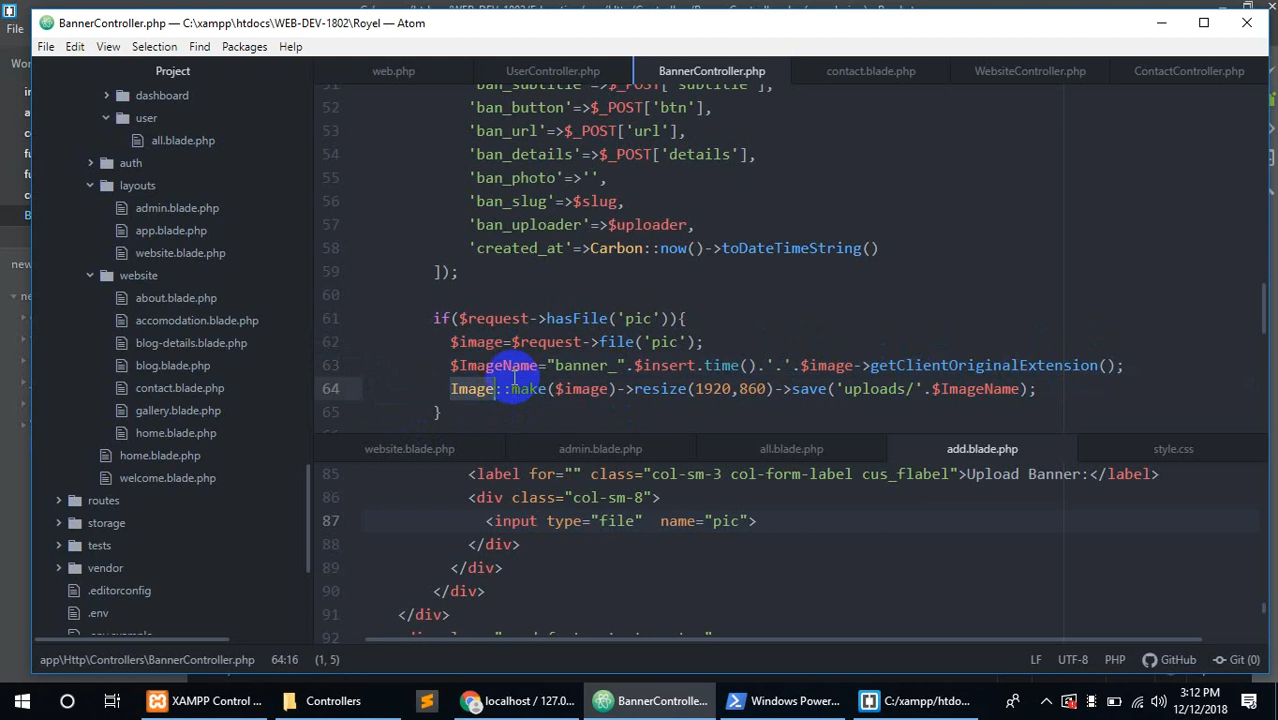 BannerController.php — C:\xampp\htdocs\WEB-DEV-1802\Royel — Atom
File Edit View Selection Find Packages Help
Project
dashboard
user
all.blade.php
auth
layouts
admin.blade.php
app.blade.php
website.blade.php
website
about.blade.php
accomodation.blade.php
blog-details.blade.php
blog.blade.php
contact.blade.php
gallery.blade.php
home.blade.php
home.blade.php
welcome.blade.php
routes
storage
tests
vendor
.editorconfig
.env
.env.example
web.php UserController.php BannerController.php contact.blade.php WebsiteController.php ContactController.php
51 'ban_subtitle'=>$_POST['subtitle'],
52 'ban_button'=>$_POST['btn'],
53 'ban_url'=>$_POST['url'],
54 'ban_details'=>$_POST['details'],
55 'ban_photo'=>'',
56 'ban_slug'=>$slug,
57 'ban_uploader'=>$uploader,
58 'created_at'=>Carbon::now()->toDateTimeString()
59 ]);
60
61 if($request->hasFile('pic')){
62 $image=$request->file('pic');
63 $ImageName="banner_".$insert.time().'.'.$image->getClientOriginalExtension();
64 Image::make($image)->resize(1920,860)->save('uploads/'.$ImageName);
65 }
website.blade.php admin.blade.php all.blade.php add.blade.php style.css
85 <label for="" class="col-sm-3 col-form-label cus_flabel">Upload Banner:</label>
86 <div class="col-sm-8">
87 <input type="file" name="pic">
88 </div>
89 </div>
90 </div>
91 </div>
92
app\Http\Controllers\BannerController.php 64:16 (1, 5) LF UTF-8 PHP GitHub Git (0)
XAMPP Control ... Controllers localhost / 127.0... BannerControlle... Windows Power... C:/xampp/htdoc... 3:12 PM
12/12/2018